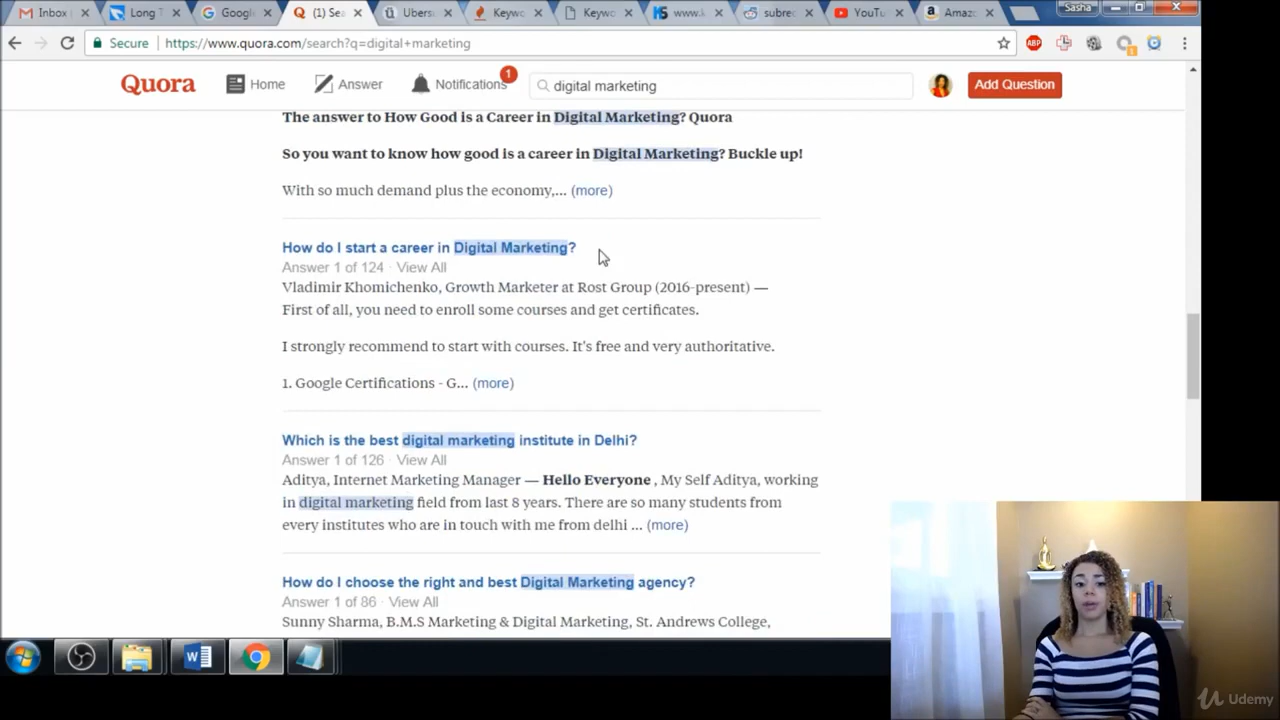 Inbox
Long T
Google
(1) Sea
Ubers
Keywo
Keywo
www.k
subre
YouTu
Amaz
Sasha
Secure
https://www.quora.com/search?q=digital+marketing
ABP
1
Quora
Home
Answer
Notifications
1
digital marketing
Add Question
The answer to How Good is a Career in Digital Marketing? Quora
So you want to know how good is a career in Digital Marketing? Buckle up!
With so much demand plus the economy,... (more)
How do I start a career in Digital Marketing?
Answer 1 of 124 · View All
Vladimir Khomichenko, Growth Marketer at Rost Group (2016-present) —
First of all, you need to enroll some courses and get certificates.
I strongly recommend to start with courses. It's free and very authoritative.
1. Google Certifications - G... (more)
Which is the best digital marketing institute in Delhi?
Answer 1 of 126 · View All
Aditya, Internet Marketing Manager — Hello Everyone , My Self Aditya, working
in digital marketing field from last 8 years. There are so many students from
every institutes who are in touch with me from delhi ... (more)
How do I choose the right and best Digital Marketing agency?
Answer 1 of 86 · View All
Sunny Sharma, B.M.S Marketing & Digital Marketing, St. Andrews College,
Udemy